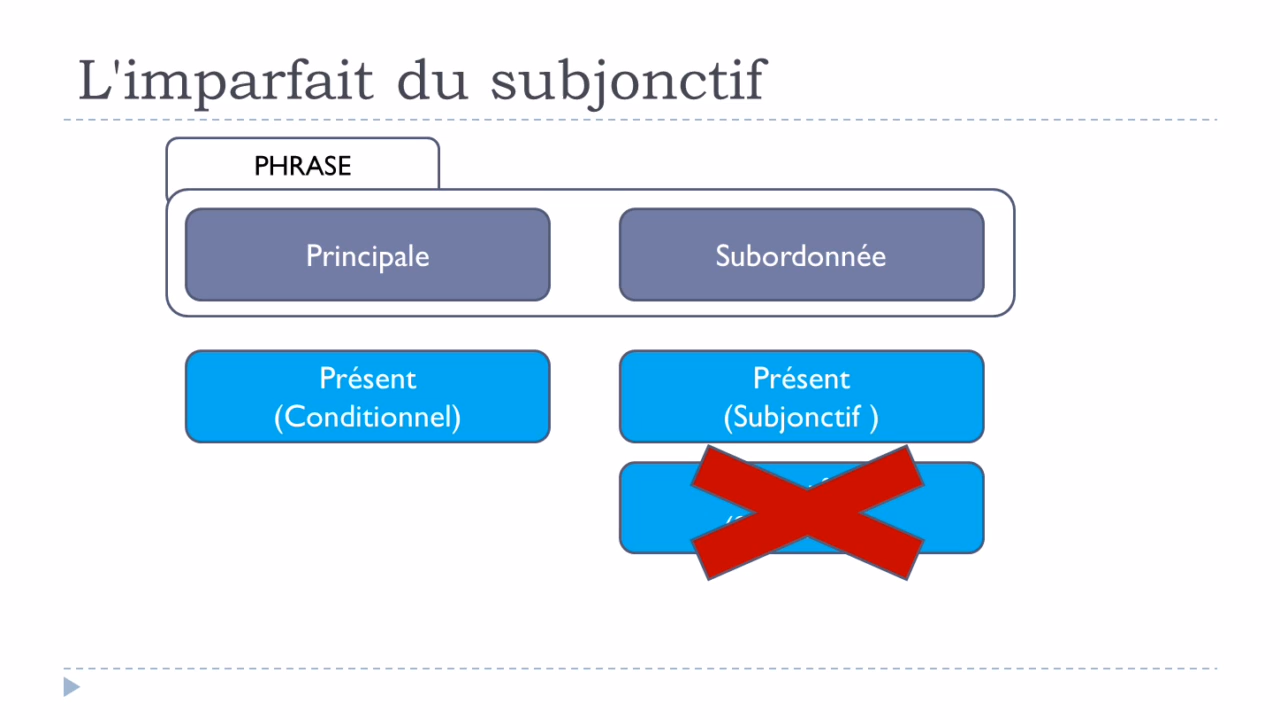 L'imparfait du subjonctif
PHRASE
Principale
Subordonnée
Présent
(Conditionnel)
Présent
(Subjonctif )